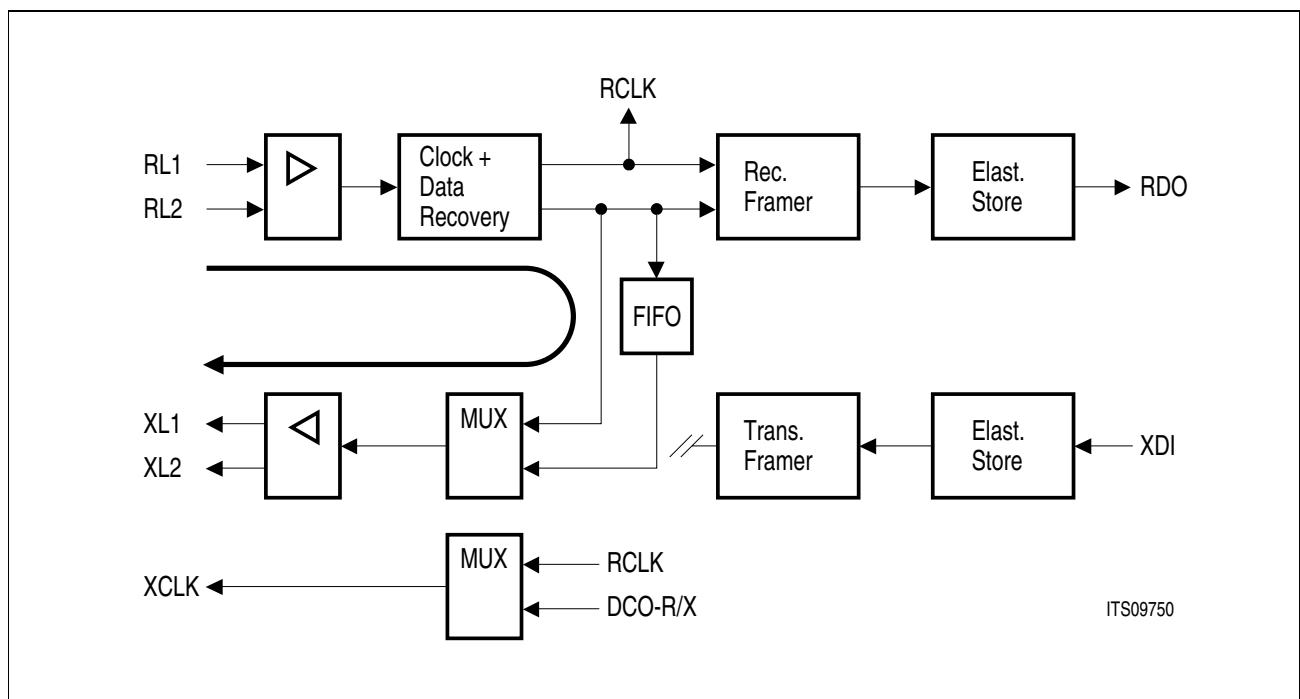 RCLK
RL1
RL2
Clock +
Data
Recovery
Rec.
Framer
Elast.
Store
RDO
FIFO
XL1
XL2
MUX
Trans.
Framer
Elast.
Store
XDI
XCLK
MUX
RCLK
DCO-R/X
ITS09750